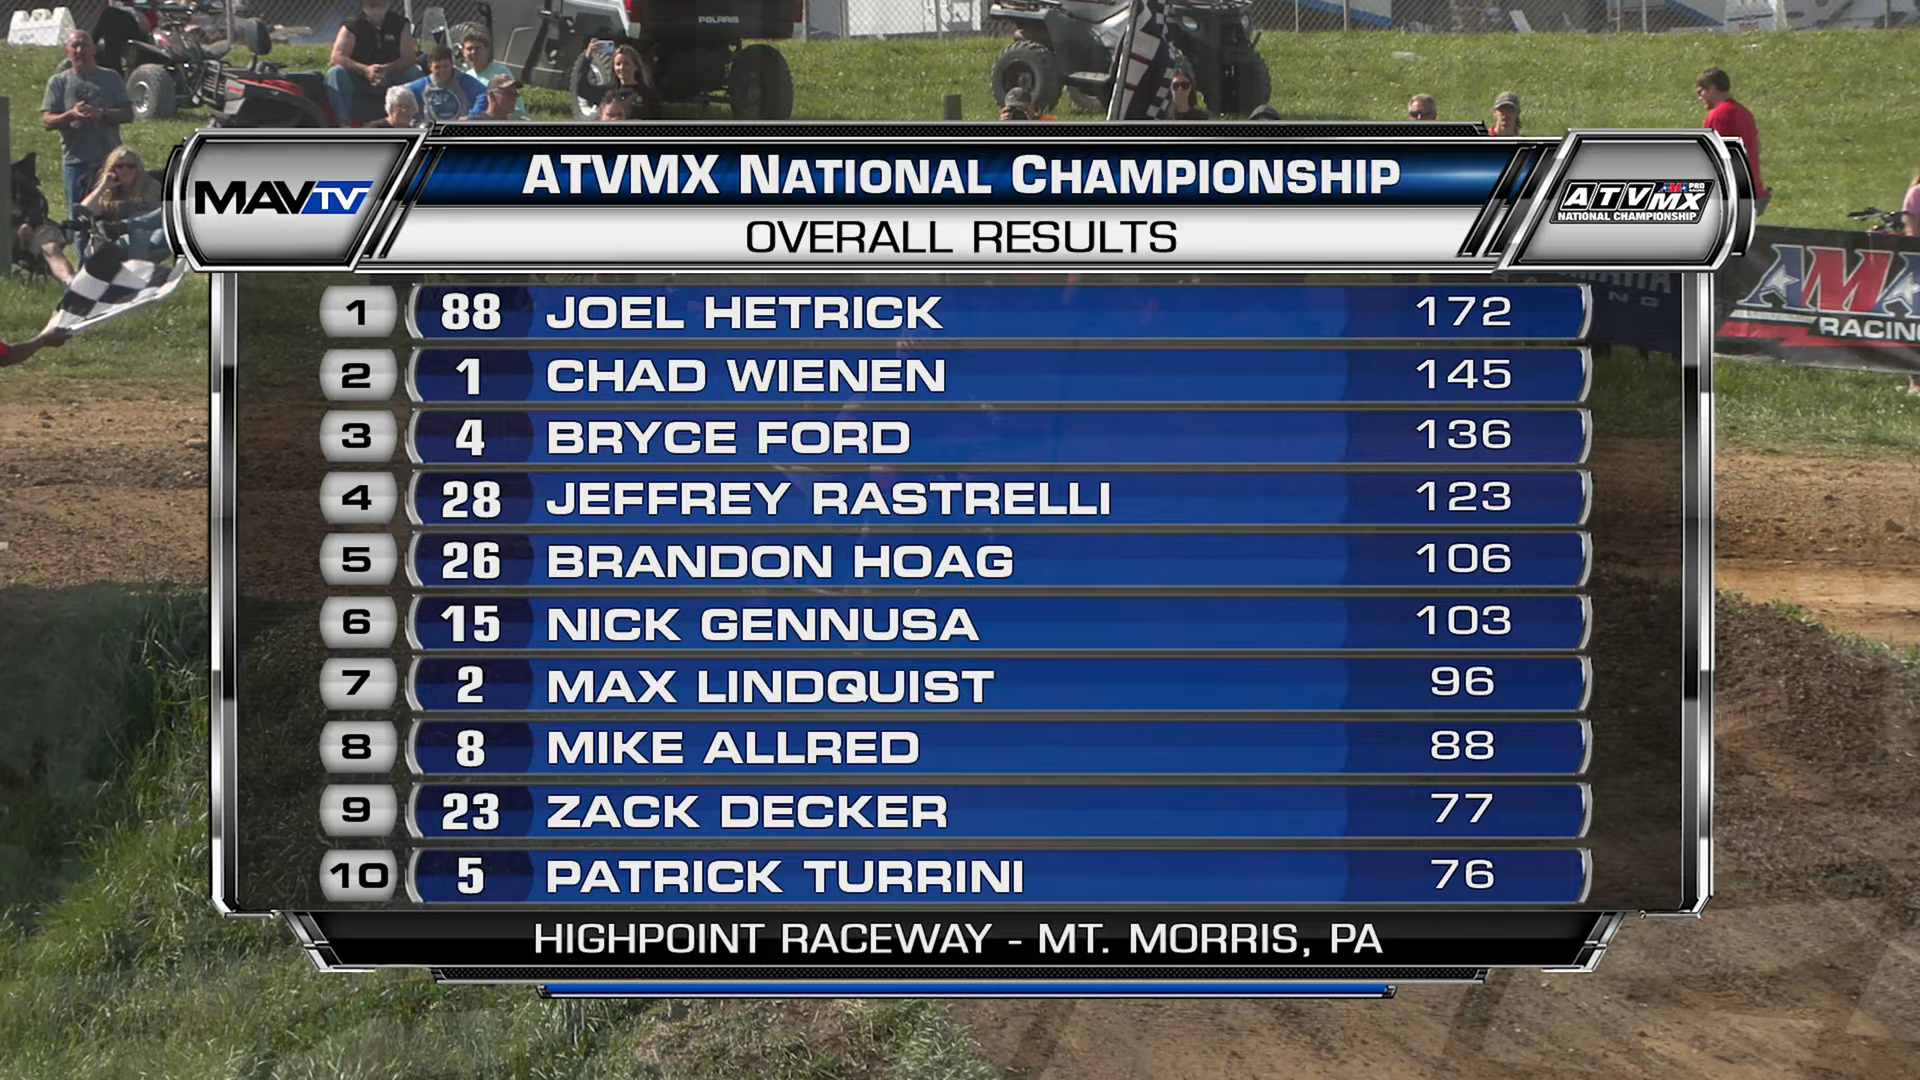 POLARIS
MAVTV
ATVMX NATIONAL CHAMPIONSHIP
OVERALL RESULTS
ATVMX PRO
NATIONAL CHAMPIONSHIP
1 88 JOEL HETRICK 172
2 1 CHAD WIENEN 145
3 4 BRYCE FORD 136
4 28 JEFFREY RASTRELLI 123
5 26 BRANDON HOAG 106
6 15 NICK GENNUSA 103
7 2 MAX LINDQUIST 96
8 8 MIKE ALLRED 88
9 23 ZACK DECKER 77
10 5 PATRICK TURRINI 76
HIGHPOINT RACEWAY - MT. MORRIS, PA